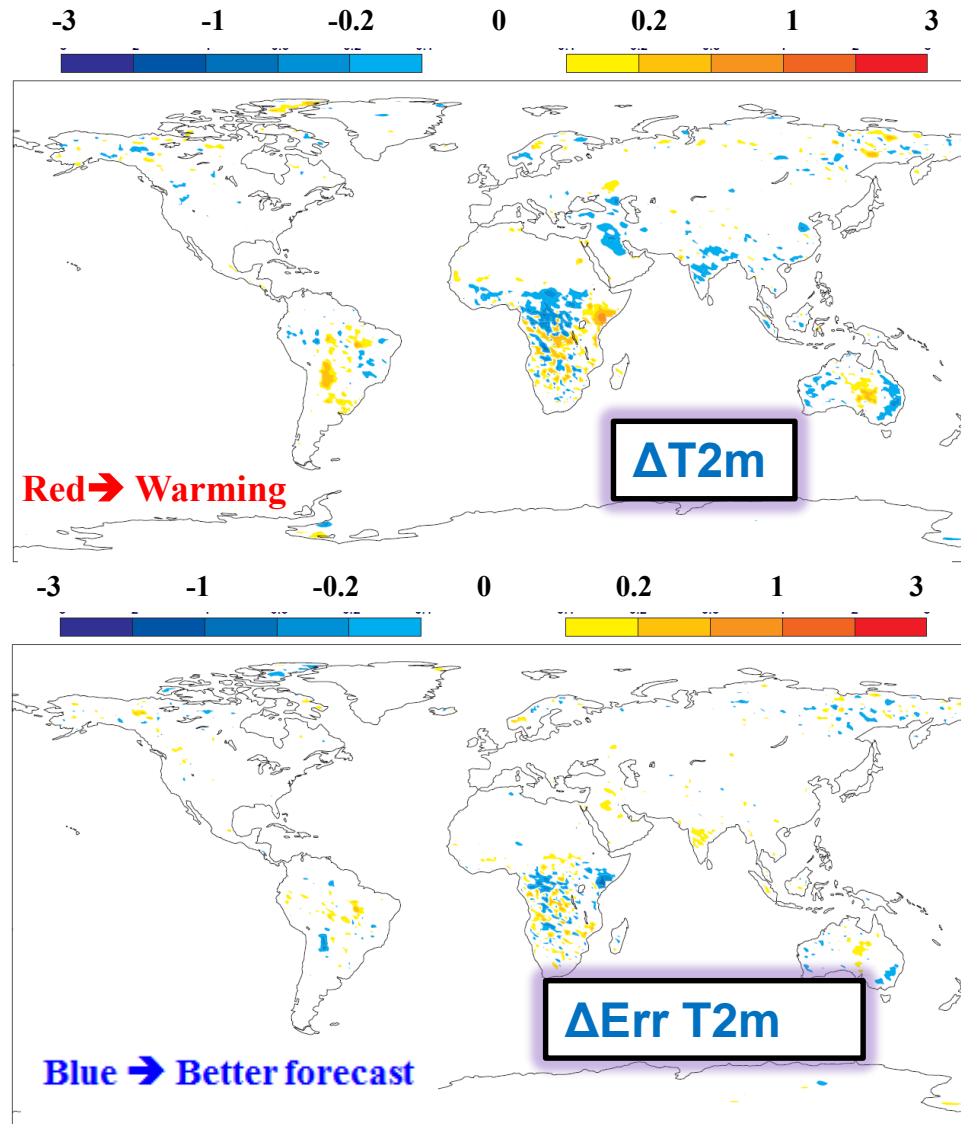 -3 -1 -0.2 0 0.2 1 3
ΔT2m
Red➔ Warming
-3 -1 -0.2 0 0.2 1 3
ΔErr T2m
Blue ➔ Better forecast